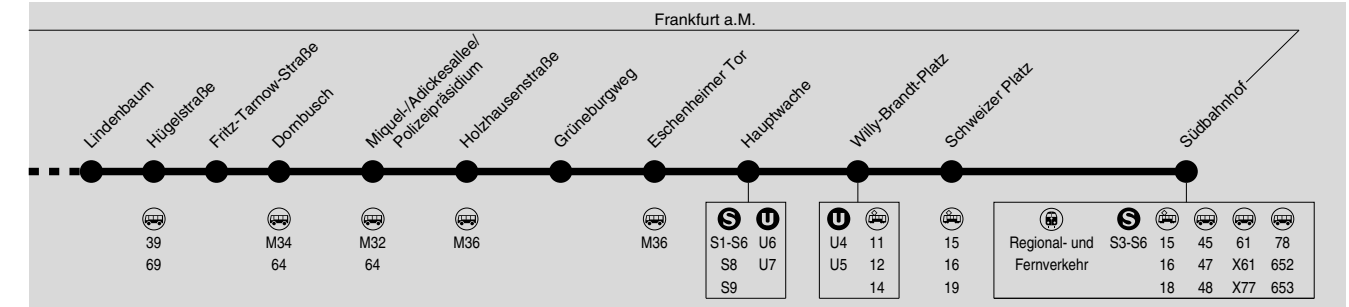 Frankfurt a.M.
Lindenbaum
Hügelstraße
Fritz-Tarnow-Straße
Dornbusch
Miquel-/Adickesallee/
Polizeipräsidium
Holzhausenstraße
Grüneburgweg
Eschenheimer Tor
Hauptwache
Willy-Brandt-Platz
Schweizer Platz
Südbahnhof
S U U S
39 M34 M32 M36 M36 S1-S6 U6 U4 11 15 Regional- und S3-S6 15 45 61 78
69 64 64 S8 U7 U5 12 16 Fernverkehr 16 47 X61 652
S9 14 19 18 48 X77 653